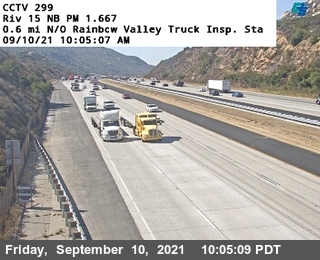 CCTV 299
Riv 15 NB PM 1.667
0.6 mi N/O Rainbow Valley Truck Insp. Sta
09/10/21 10:05:07 AM
Friday, September 10, 2021 10:05:09 PDT